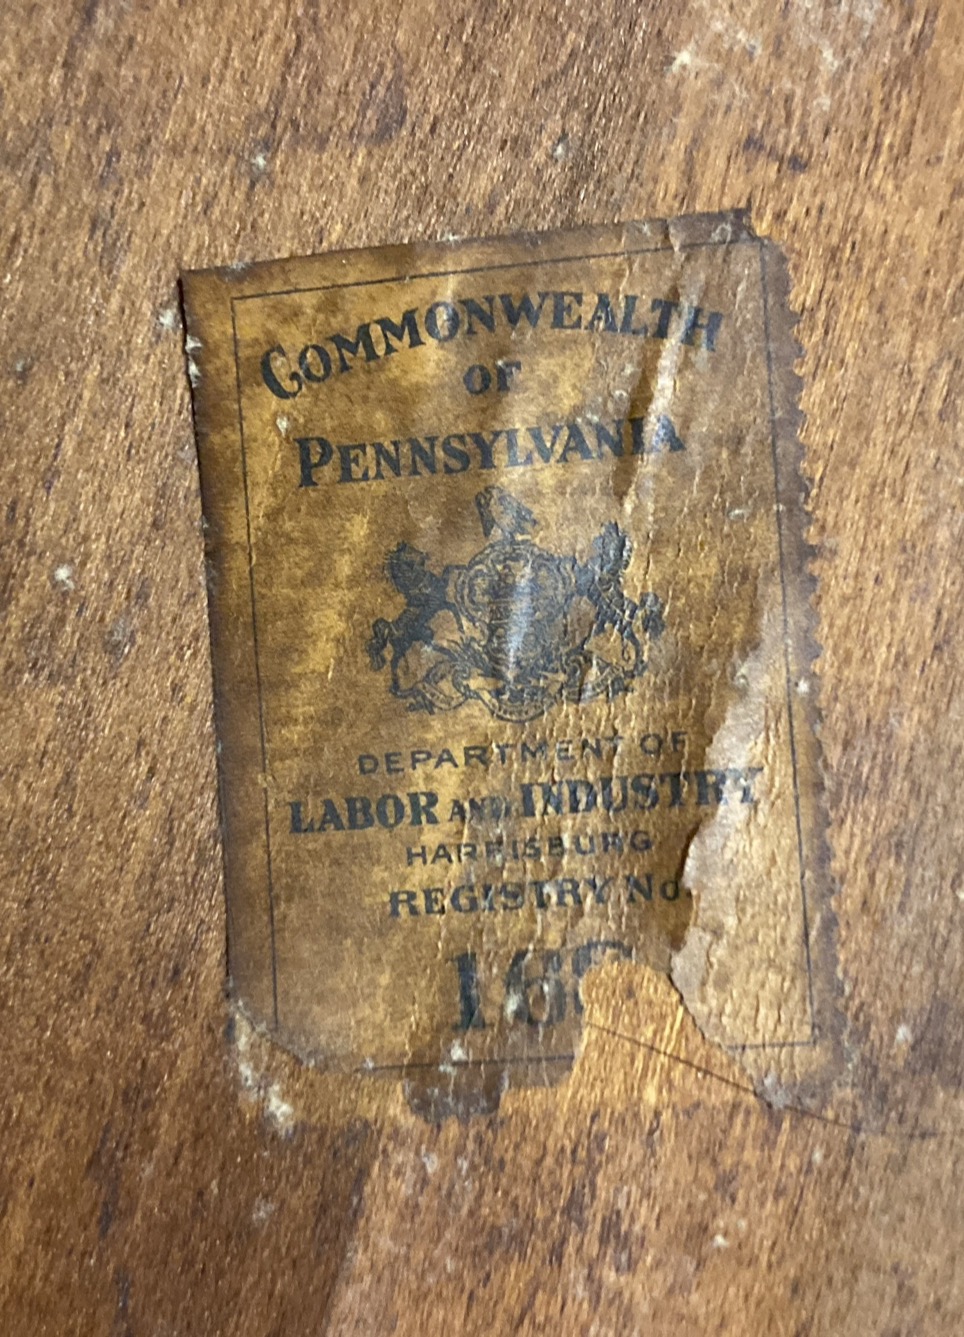 COMMONWEALTH
OF
PENNSYLVANIA
DEPARTMENT OF
LABOR AND INDUSTRY
HARRISBURG
REGISTRY No.